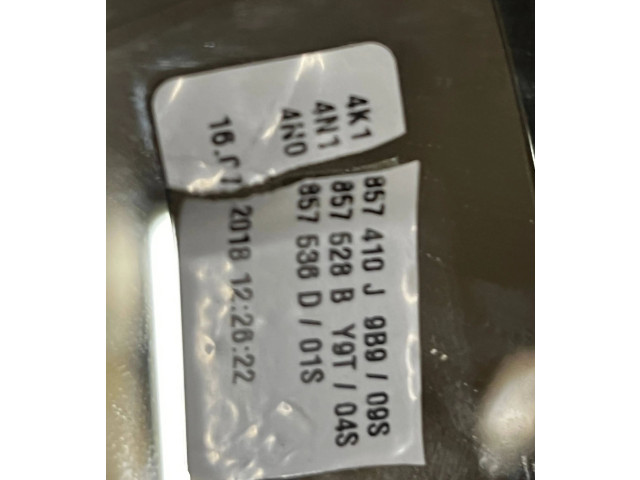 4K1 857 410 J 9B9 / 09S
4N1 857 528 B Y9T / 04S
4N0 857 536 D / 01S
2018 12:26:22